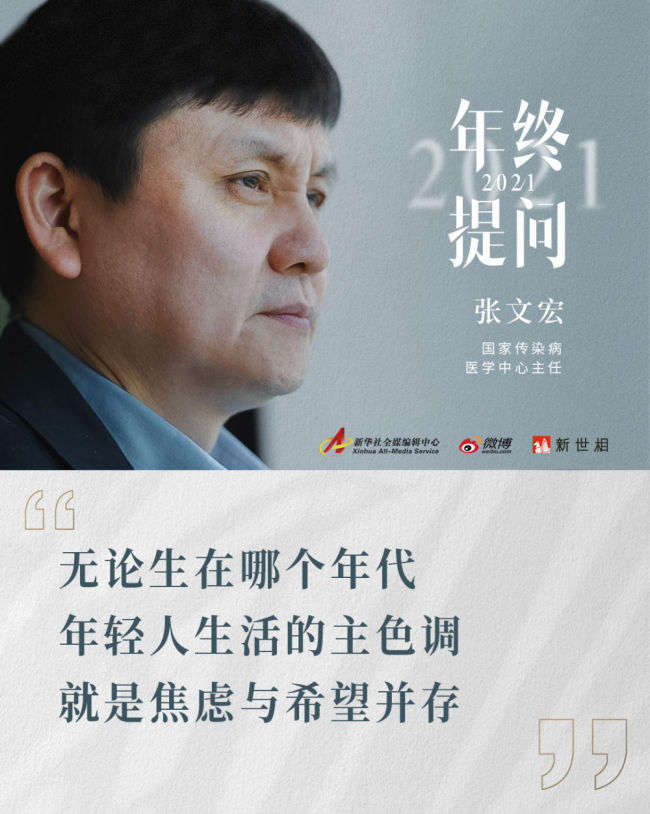 年终
2021
2021
提问
张文宏
国家传染病
医学中心主任
新华社全媒编辑中心
Xinhua All-Media Service
微博
weibo.com
新世相
“
无论生在哪个年代
年轻人生活的主色调
就是焦虑与希望并存
”